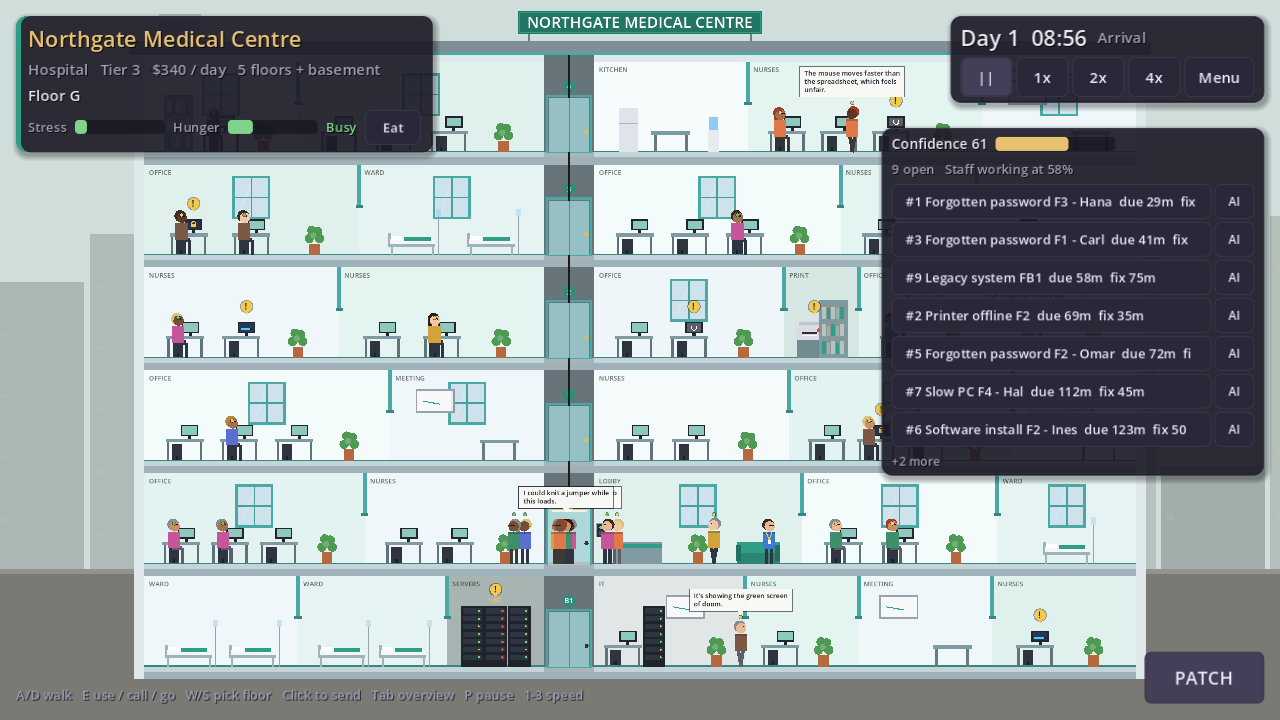 NORTHGATE MEDICAL CENTRE
Northgate Medical Centre
Hospital Tier 3 $340 / day 5 floors + basement
Floor G
Stress Hunger Busy Eat
Day 1 08:56 Arrival
|| 1x 2x 4x Menu
Confidence 61
9 open Staff working at 58%
#1 Forgotten password F3 - Hana due 29m fix AI
#3 Forgotten password F1 - Carl due 41m fix AI
#9 Legacy system FB1 due 58m fix 75m AI
#2 Printer offline F2 due 69m fix 35m AI
#5 Forgotten password F2 - Omar due 72m fi AI
#7 Slow PC F4 - Hal due 112m fix 45m AI
#6 Software install F2 - Ines due 123m fix 50 AI
+2 more
KITCHEN NURSES
The mouse moves faster than
the spreadsheet, which feels
unfair.
OFFICE WARD NURSES
NURSES NURSES OFFICE PRINT
OFFICE MEETING NURSES OFFICE
OFFICE NURSES LOBBY OFFICE WARD
I could knit a jumper while
this loads.
WARD WARD SERVERS B1 IT NURSES MEETING NURSES
It's showing the green screen
of doom.
PATCH
A/D walk E use / call / go W/S pick floor Click to send Tab overview P pause 1-3 speed